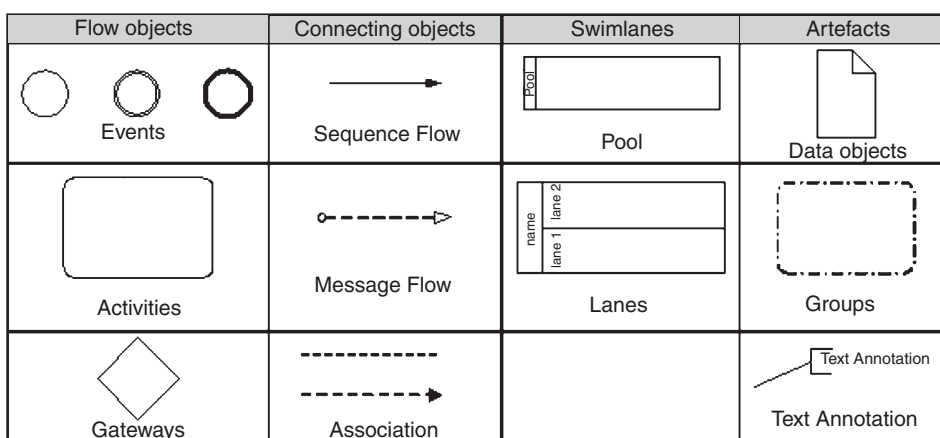 Flow objects Connecting objects Swimlanes Artefacts
Pool
Events Sequence Flow Pool Data objects
name lane 1 lane 2
Activities Message Flow Lanes Groups
Text Annotation
Gateways Association Text Annotation